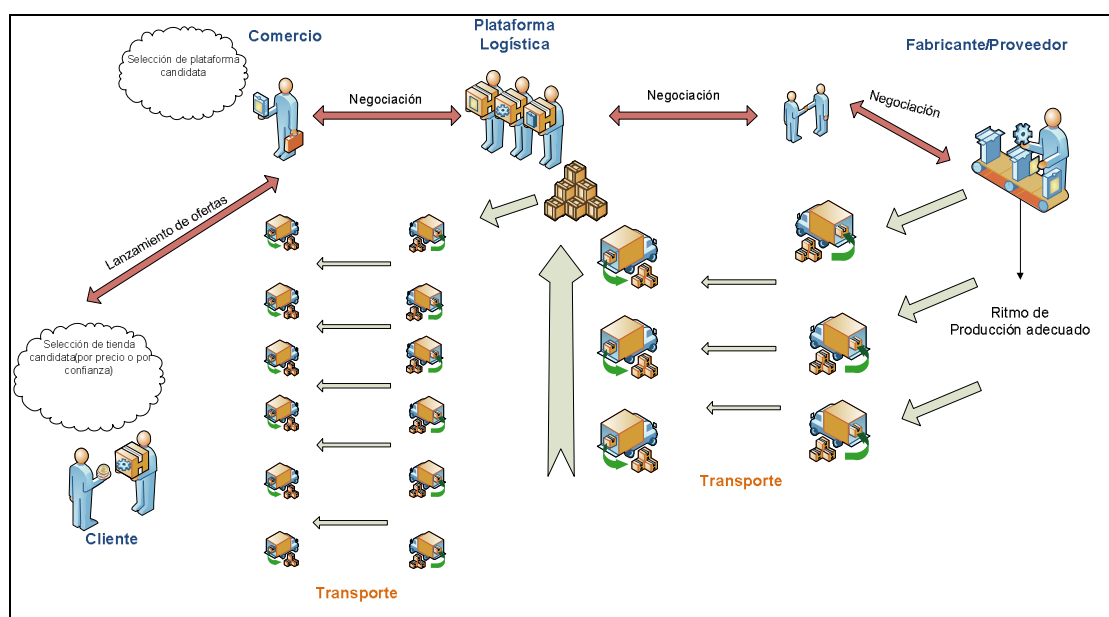 Comercio
Plataforma
Logística
Fabricante/Proveedor
Selección de plataforma
candidata
Negociación
Negociación
Negociación
Lanzamiento de ofertas
Selección de tienda
candidata(por precio o por
confianza)
Ritmo de
Producción adecuado
Transporte
Cliente
Transporte